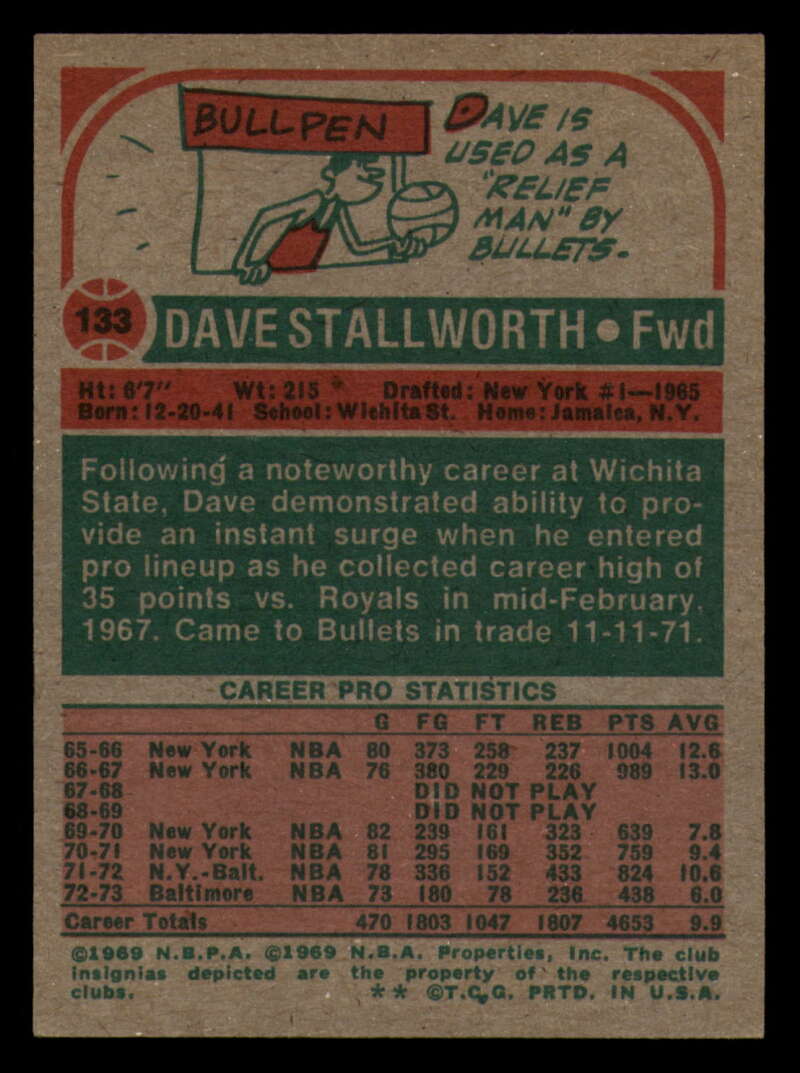 BULLPEN
DAVE IS
USED AS A
"RELIEF
MAN" BY
BULLETS.
133 DAVE STALLWORTH • Fwd
Ht: 6'7" Wt: 215 Drafted: New York #1—1965
Born: 12-20-41 School: Wichita St. Home: Jamaica, N.Y.
Following a noteworthy career at Wichita
State, Dave demonstrated ability to pro-
vide an instant surge when he entered
pro lineup as he collected career high of
35 points vs. Royals in mid-February,
1967. Came to Bullets in trade 11-11-71.
CAREER PRO STATISTICS
G FG FT REB PTS AVG
65-66 New York NBA 80 373 258 237 1004 12.6
66-67 New York NBA 76 380 229 226 989 13.0
67-68 DID NOT PLAY
68-69 DID NOT PLAY
69-70 New York NBA 82 239 161 323 639 7.8
70-71 New York NBA 81 295 169 352 759 9.4
71-72 N.Y.-Balt. NBA 78 336 152 433 824 10.6
72-73 Baltimore NBA 73 180 78 236 438 6.0
Career Totals 470 1803 1047 1807 4653 9.9
©1969 N.B.P.A. ©1969 N.B.A. Properties, Inc. The club
insignias depicted are the property of the respective
clubs. ** ©T.C.G. PRTD. IN U.S.A.